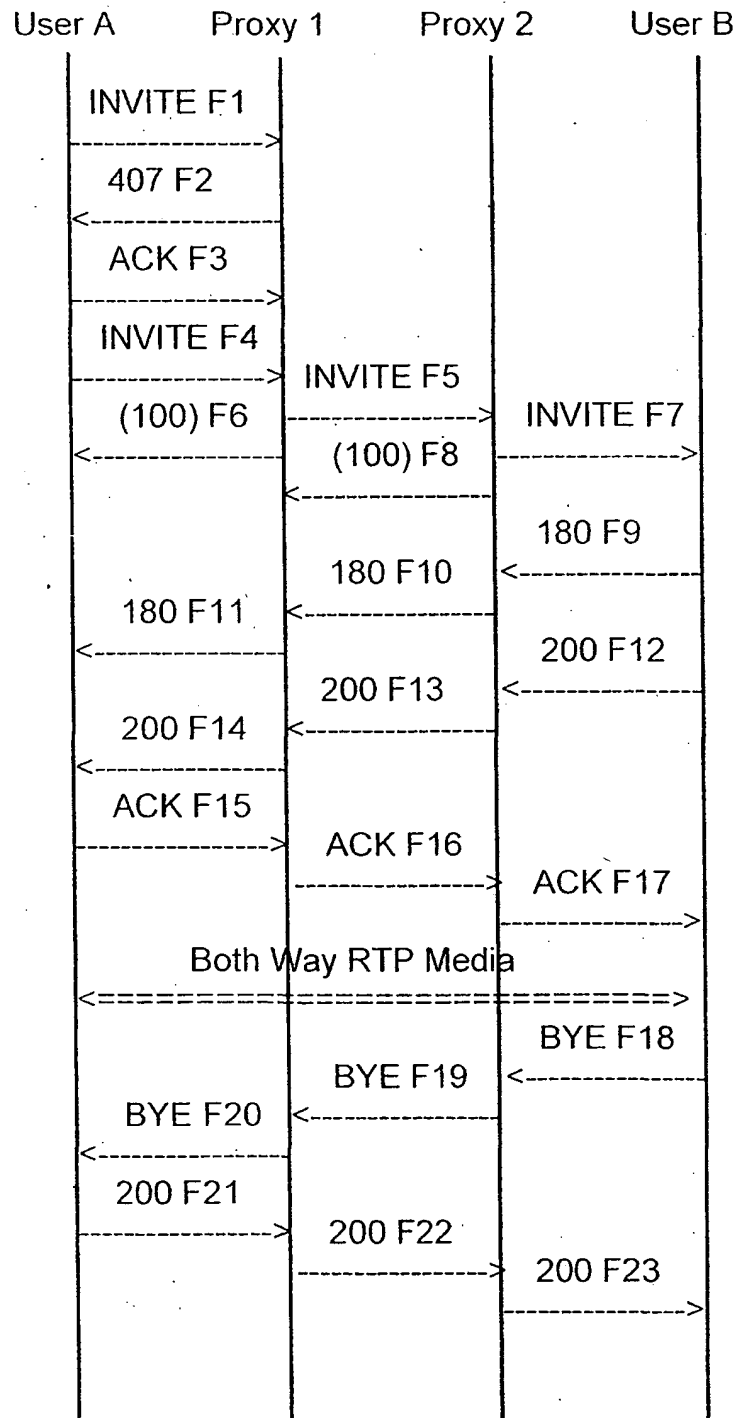 User A Proxy 1 Proxy 2 User B
INVITE F1
407 F2
ACK F3
INVITE F4
INVITE F5
(100) F6
INVITE F7
(100) F8
180 F9
180 F10
180 F11
200 F12
200 F13
200 F14
ACK F15
ACK F16
ACK F17
Both Way RTP Media
BYE F18
BYE F19
BYE F20
200 F21
200 F22
200 F23